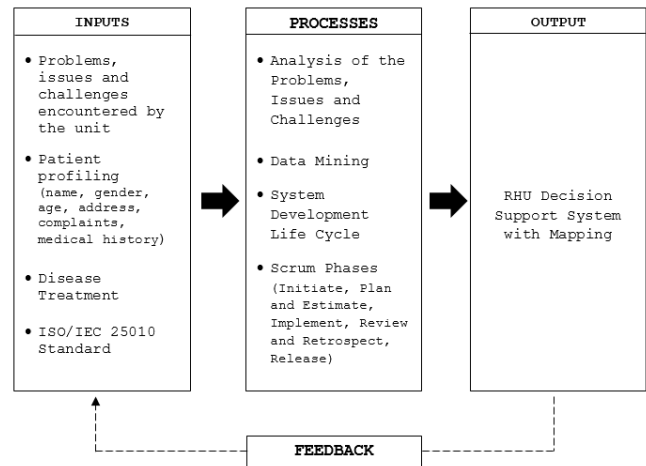 INPUTS
• Problems,
issues and
challenges
encountered by
the unit
• Patient
profiling
(name, gender,
age, address,
complaints,
medical history)
• Disease
Treatment
• ISO/IEC 25010
Standard
PROCESSES
• Analysis of the
Problems,
Issues and
Challenges
• Data Mining
• System
Development
Life Cycle
• Scrum Phases
(Initiate, Plan
and Estimate,
Implement, Review
and Retrospect,
Release)
OUTPUT
RHU Decision
Support System
with Mapping
FEEDBACK